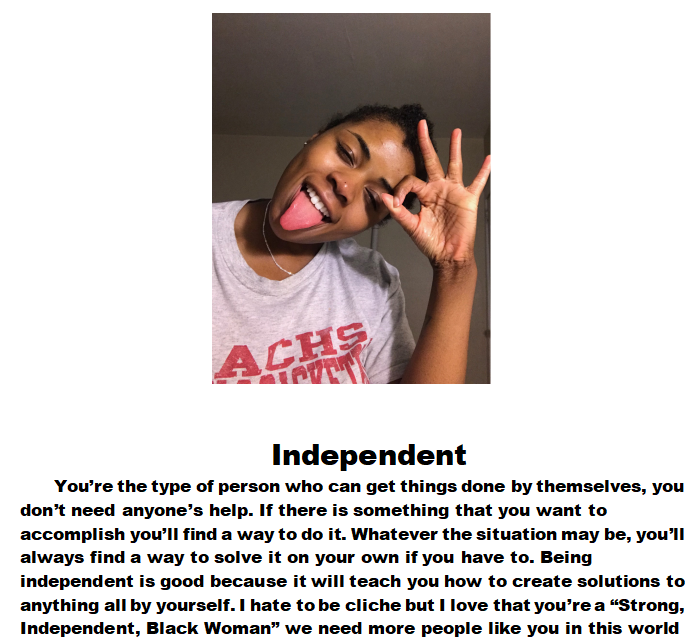 ACHS
Independent
You’re the type of person who can get things done by themselves, you
don’t need anyone’s help. If there is something that you want to
accomplish you’ll find a way to do it. Whatever the situation may be, you’ll
always find a way to solve it on your own if you have to. Being
independent is good because it will teach you how to create solutions to
anything all by yourself. I hate to be cliche but I love that you’re a “Strong,
Independent, Black Woman” we need more people like you in this world